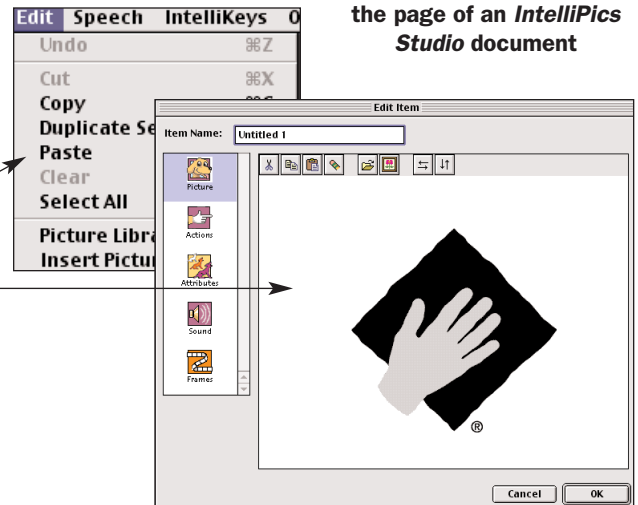 the page of an IntelliPics
Studio document
Edit Speech IntelliKeys
Undo ⌘Z
Cut ⌘X
Copy
Duplicate Se
Paste
Clear
Select All
Picture Libra
Insert Pictu
Edit Item
Item Name: Untitled 1
Picture
Actions
Attributes
Sound
Frames
®
Cancel OK